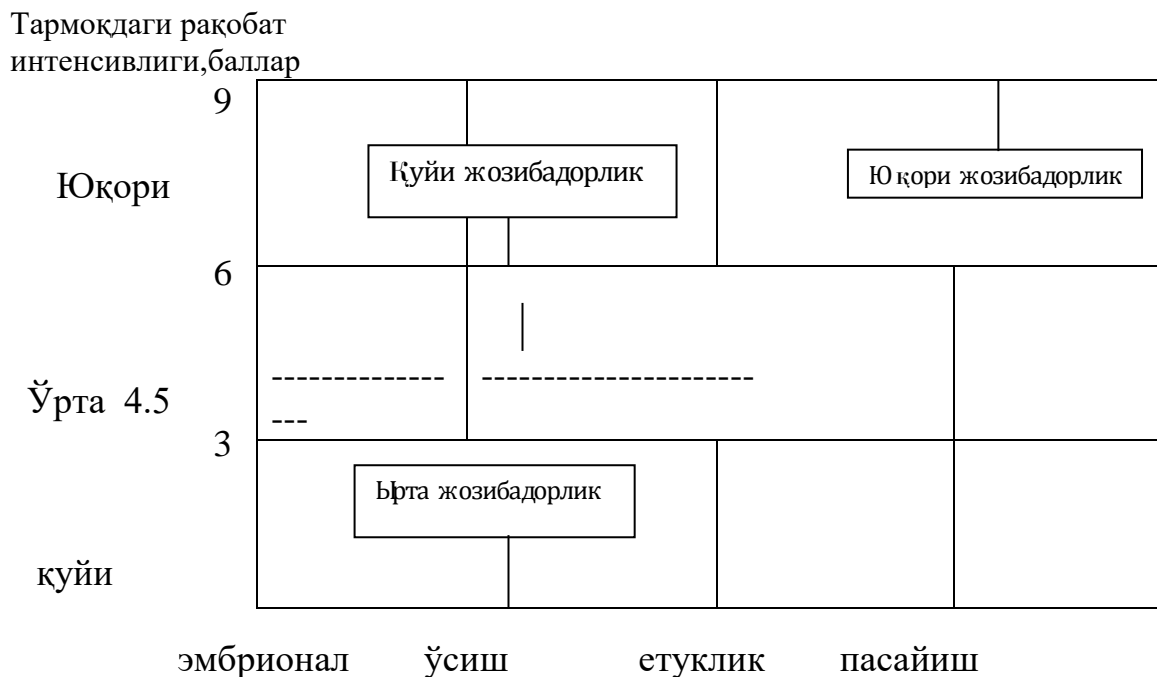 Тармоқдаги рақобат
интенсивлиги,баллар
9
Қуйи жозибадорлик
Юқори жозибадорлик
Юқори
6
-------------- ----------------------
Ўрта 4.5
---
3
Ырта жозибадорлик
қуйи
эмбрионал ўсиш етуклик пасайиш